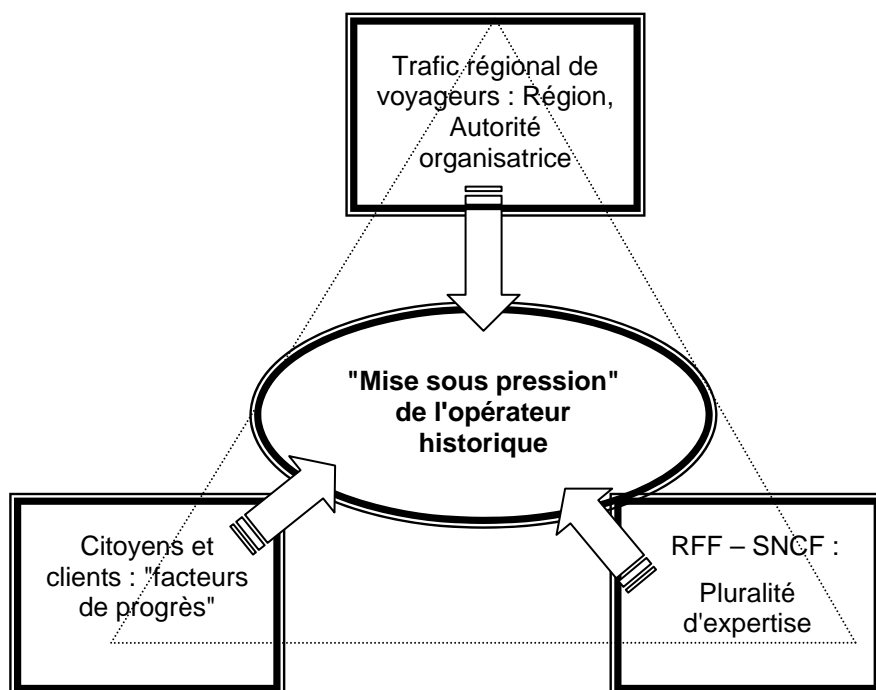 Trafic régional de
voyageurs : Région,
Autorité
organisatrice
"Mise sous pression"
de l'opérateur
historique
Citoyens et
clients : "facteurs
de progrès"
RFF – SNCF :
Pluralité
d'expertise